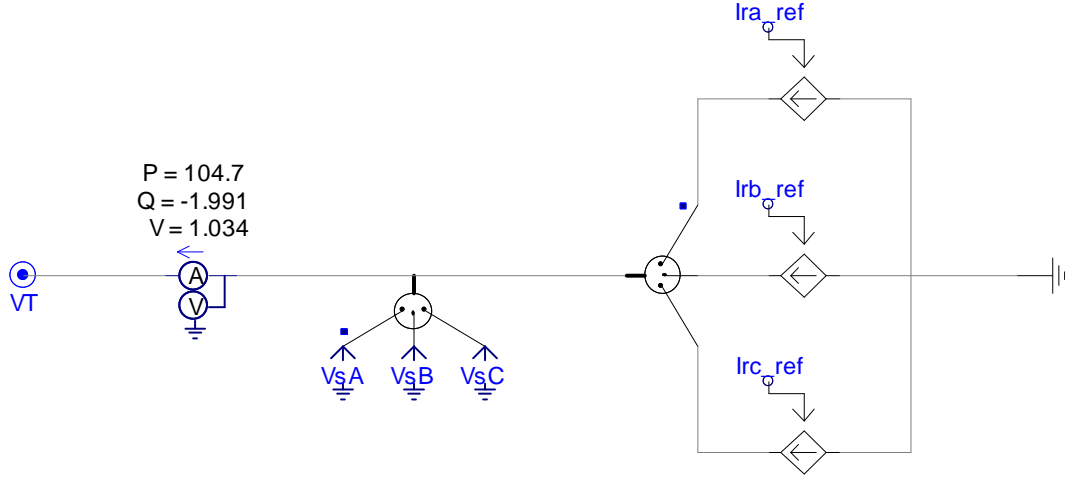 Ira_ref
P = 104.7
Q = -1.991
V = 1.034
Irb_ref
A
V
VT
VsA VsB VsC
Irc_ref